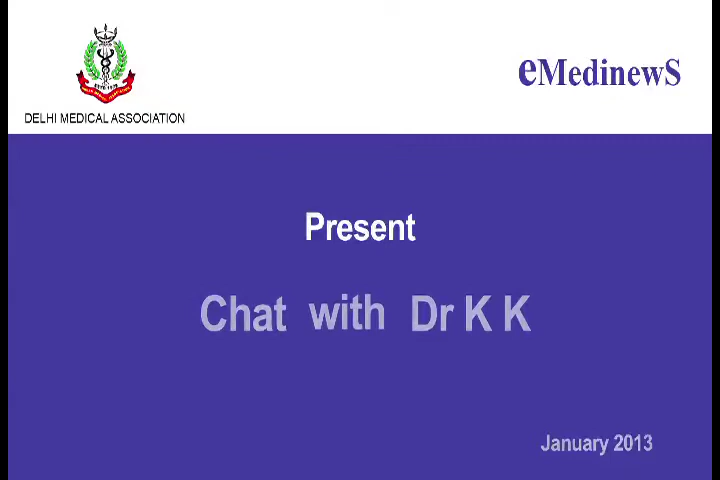 DELHI MEDICAL ASSOCIATION
eMedinewS
Present
Chat with Dr K K
January 2013